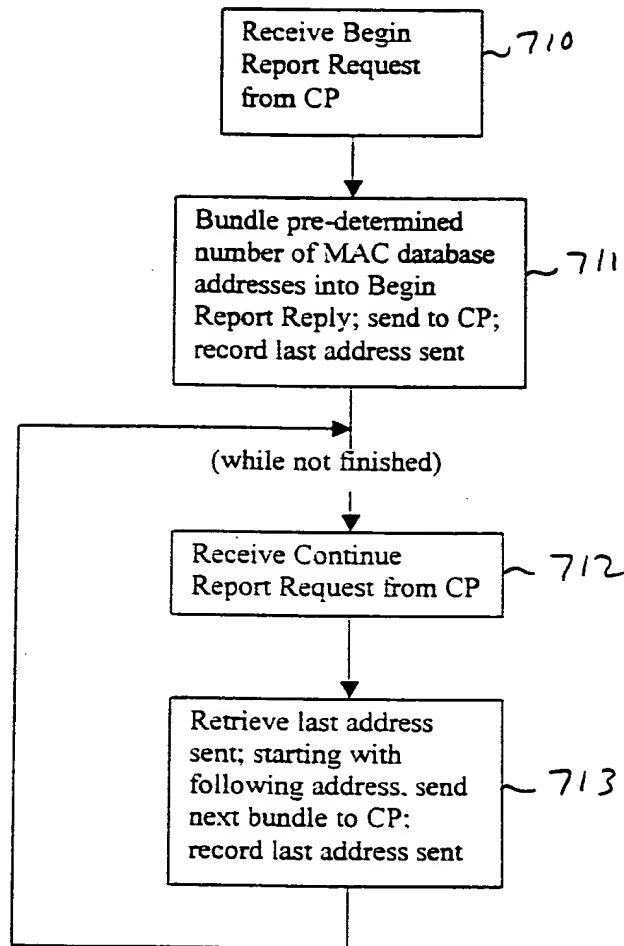 Receive Begin
Report Request
from CP
710
Bundle pre-determined
number of MAC database
addresses into Begin
Report Reply; send to CP;
record last address sent
711
(while not finished)
Receive Continue
Report Request from CP
712
Retrieve last address
sent; starting with
following address, send
next bundle to CP;
record last address sent
713